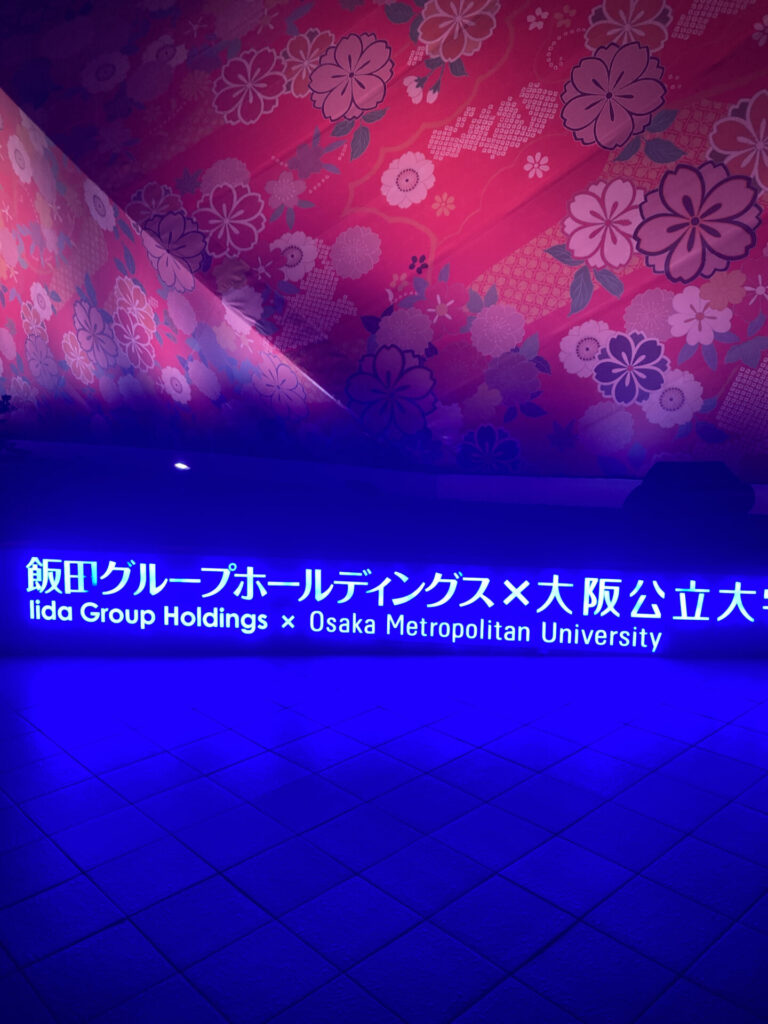 飯田グループホールディングス×大阪公立大学
Iida Group Holdings × Osaka Metropolitan University